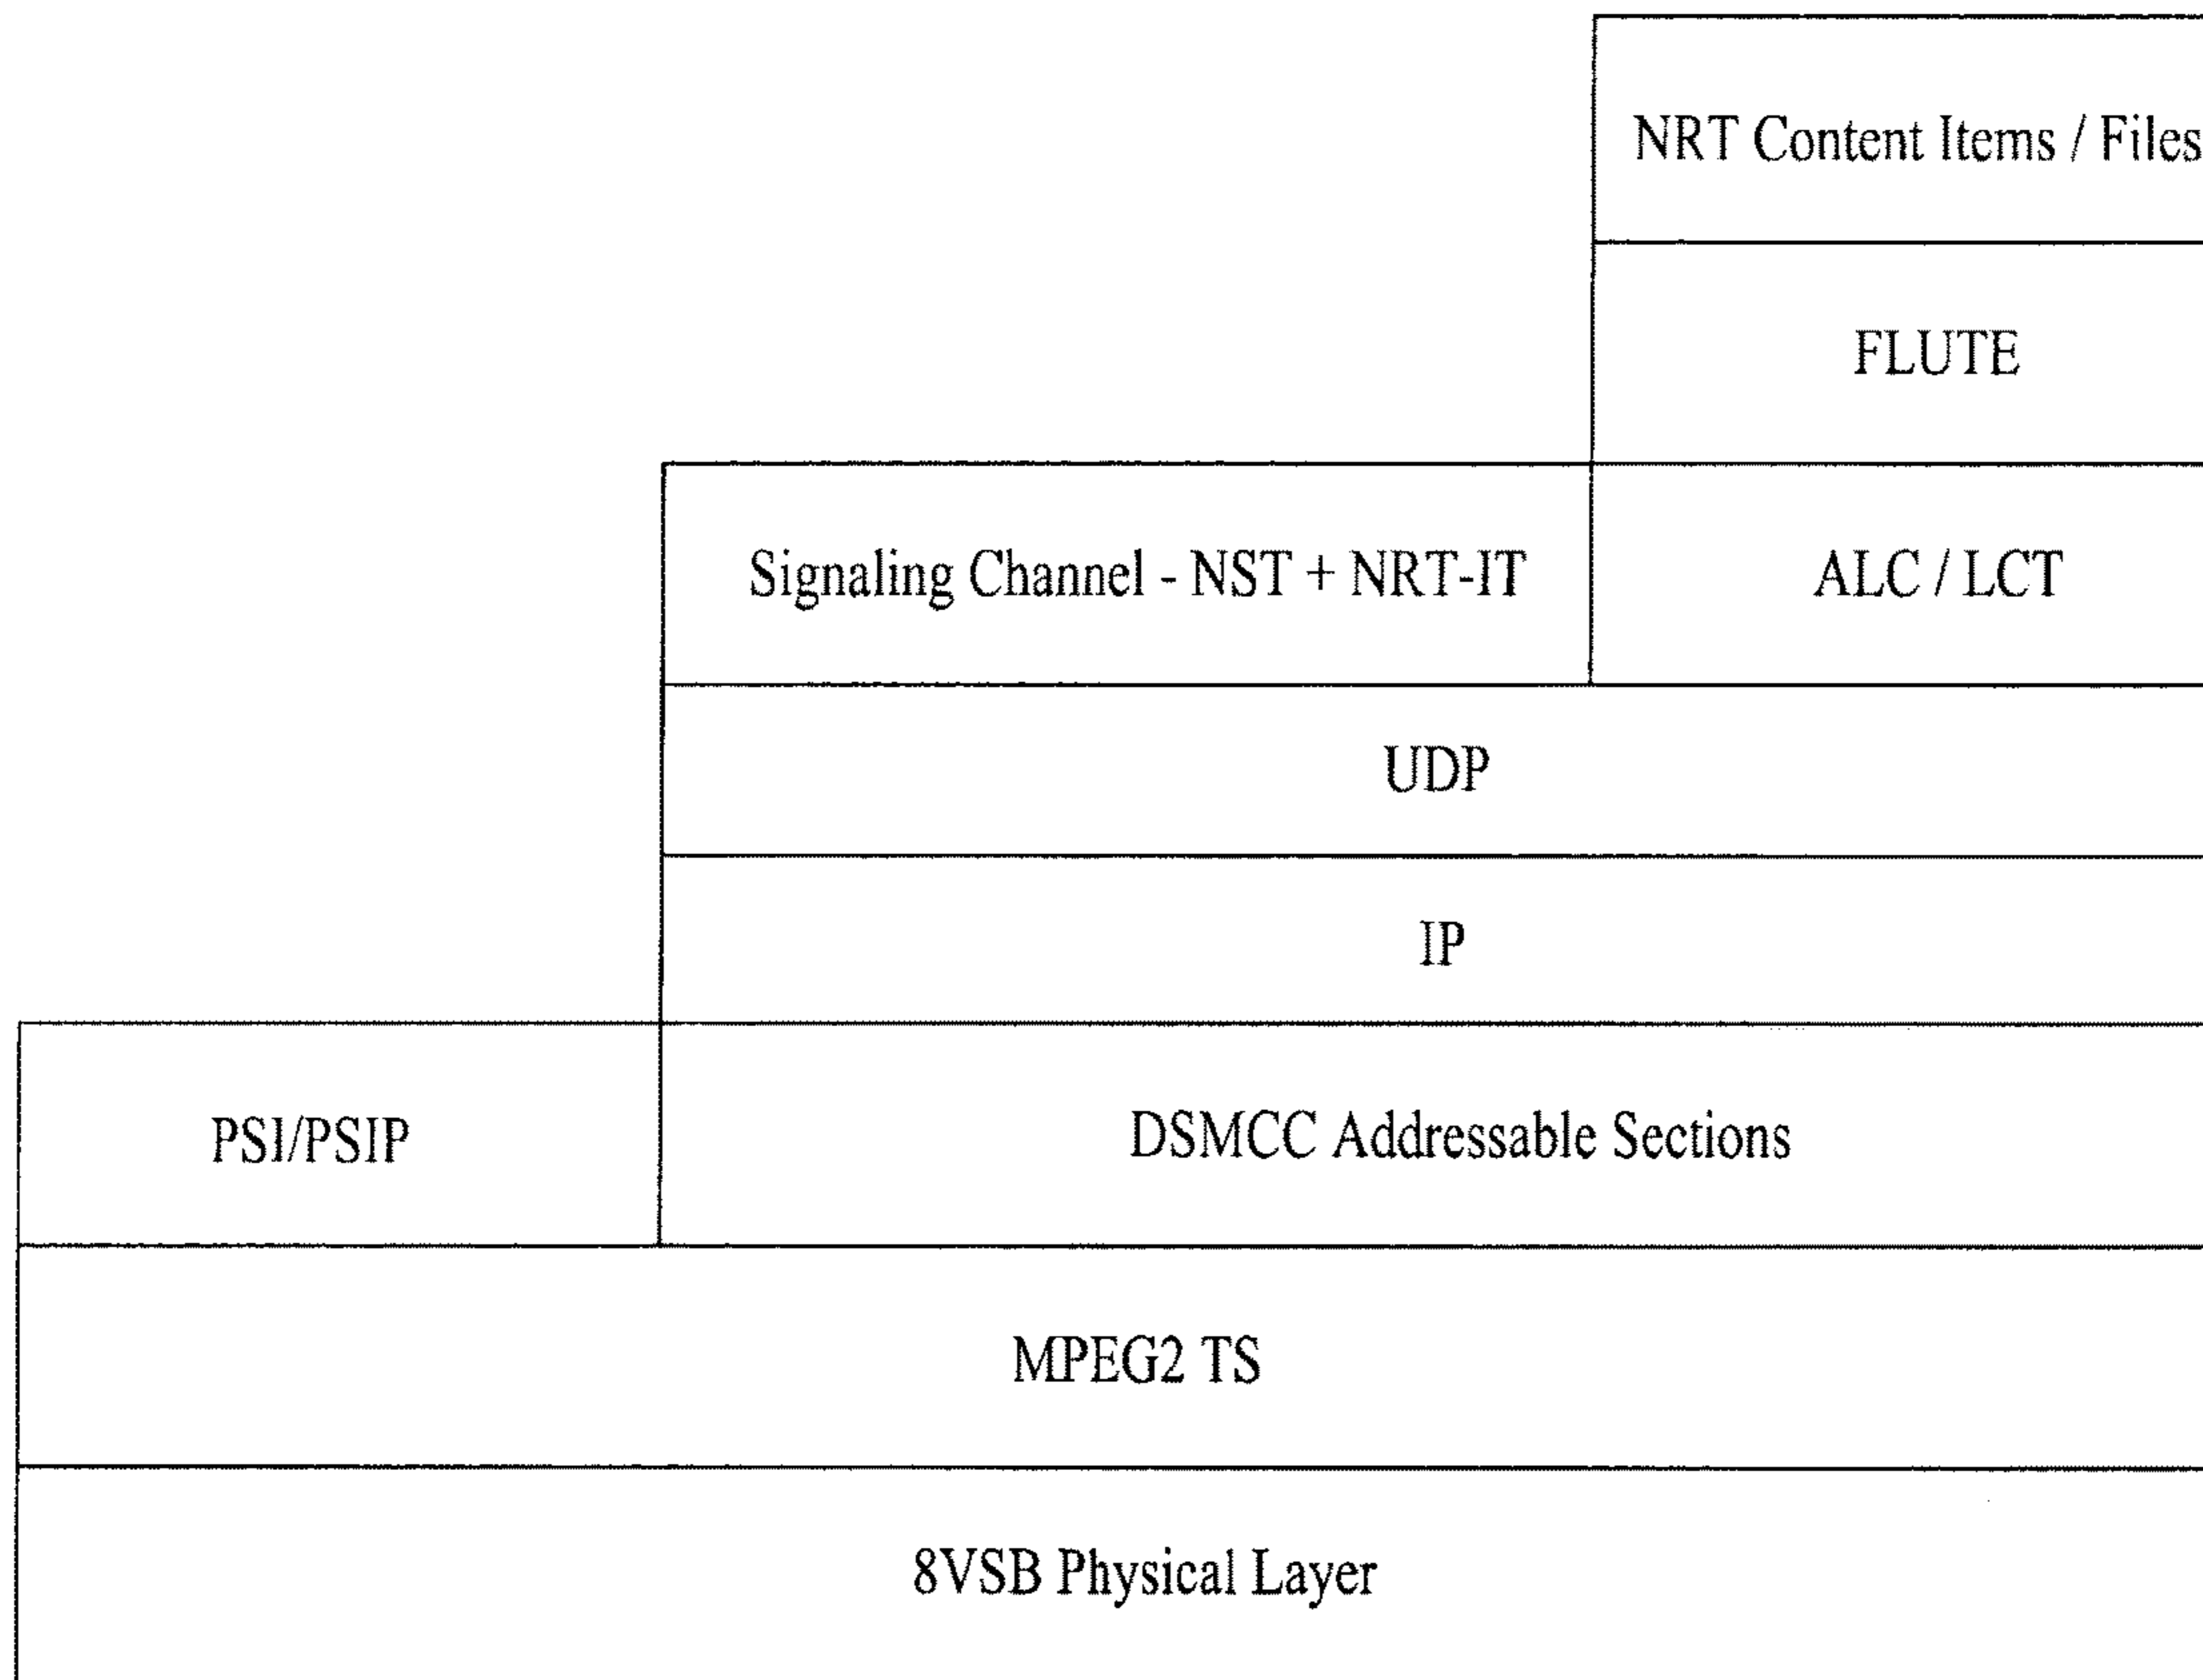 NRT Content Items / Files
FLUTE
Signaling Channel - NST + NRT-IT
ALC / LCT
UDP
IP
PSI/PSIP
DSMCC Addressable Sections
MPEG2 TS
8VSB Physical Layer